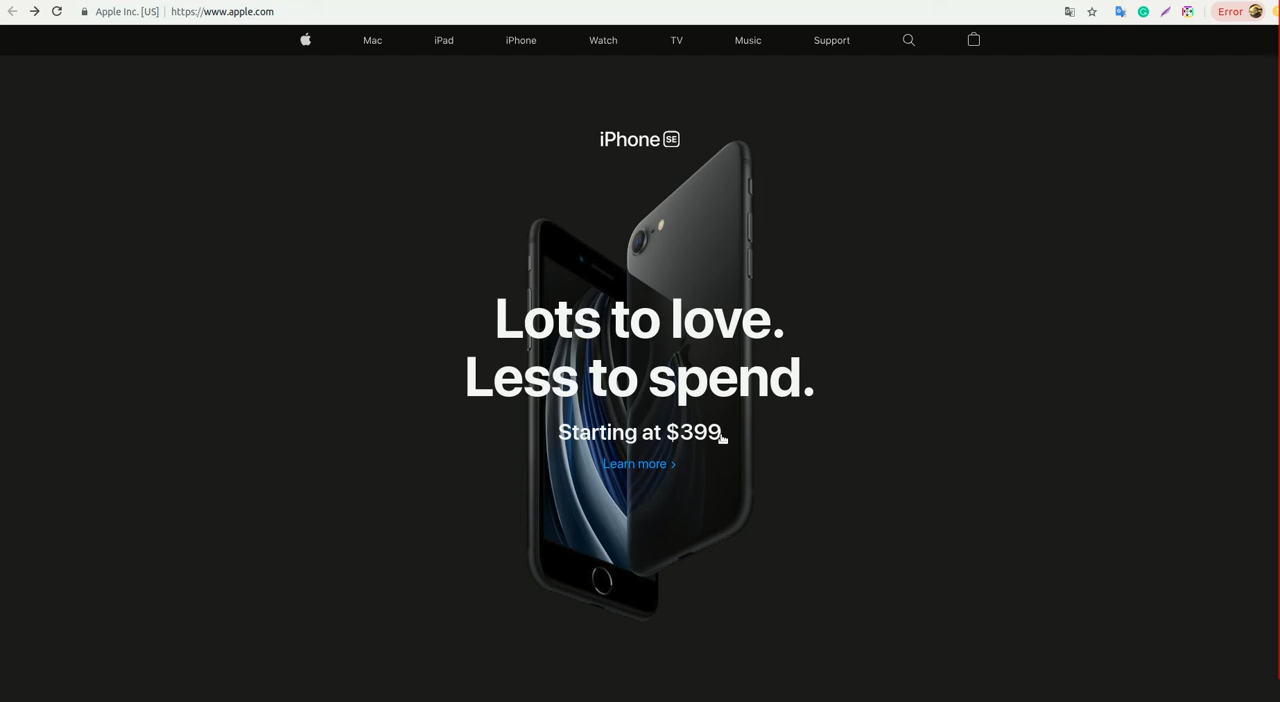 Apple Inc. [US] https://www.apple.com Error
Mac iPad iPhone Watch TV Music Support
iPhone SE
Lots to love.
Less to spend.
Starting at $399.
Learn more >